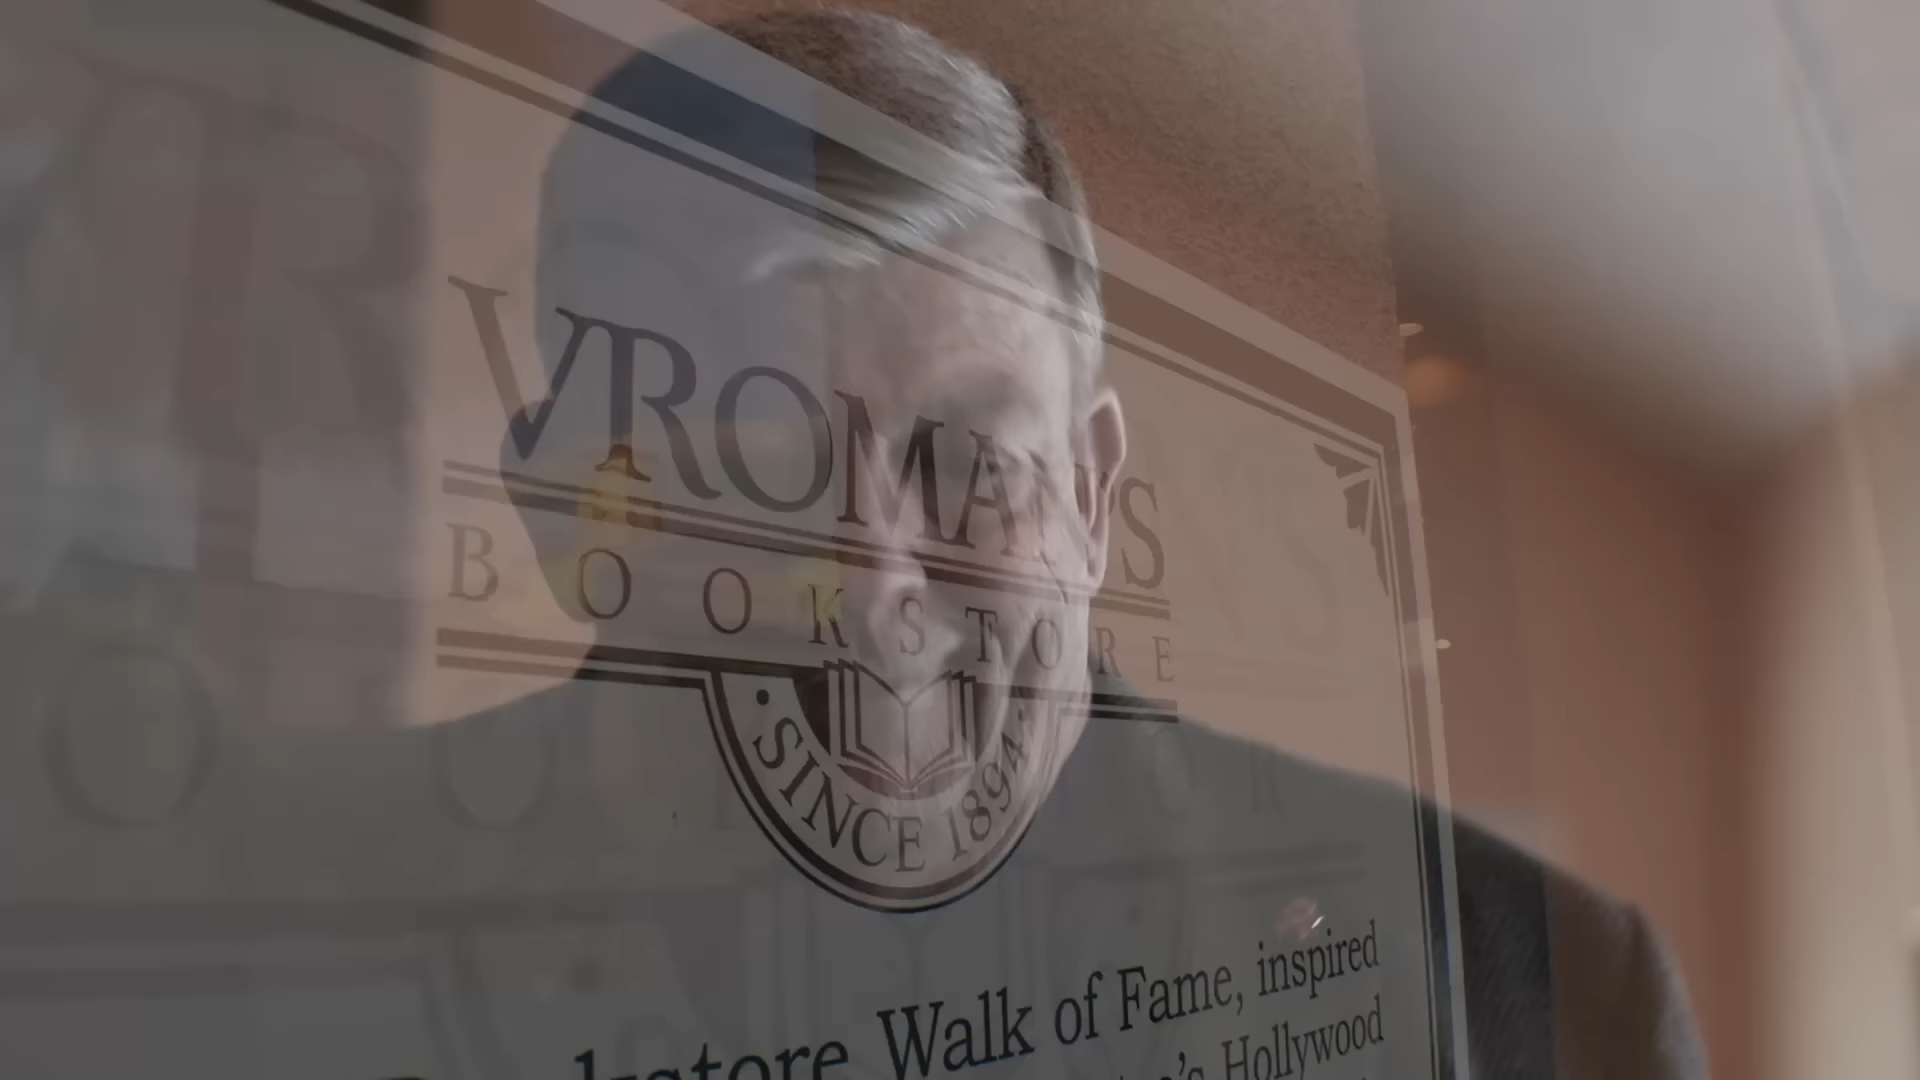 VROMAN'S
BOOKSTORE
·SINCE 1894·
Walk of Fame, inspired
Hollywood